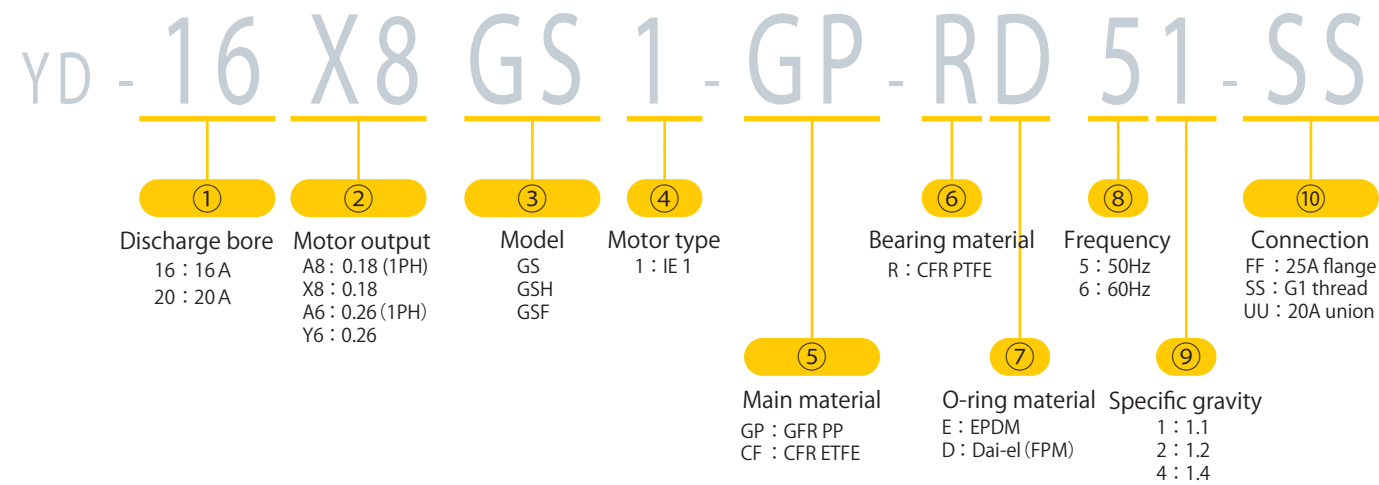 YD - 16 X8 GS 1 - GP - RD 51 - SS
① ② ③ ④ ⑥ ⑧ ⑩
Discharge bore
16：16 A
20：20 A
Motor output
A8：0.18 (1PH)
X8：0.18
A6：0.26 (1PH)
Y6：0.26
Model
GS
GSH
GSF
Motor type
1：IE 1
Bearing material
R：CFR PTFE
Frequency
5：50Hz
6：60Hz
Connection
FF：25A flange
SS：G1 thread
UU：20A union
⑤ ⑦ ⑨
Main material
GP：GFR PP
CF：CFR ETFE
O-ring material
E：EPDM
D：Dai-el (FPM)
Specific gravity
1：1.1
2：1.2
4：1.4